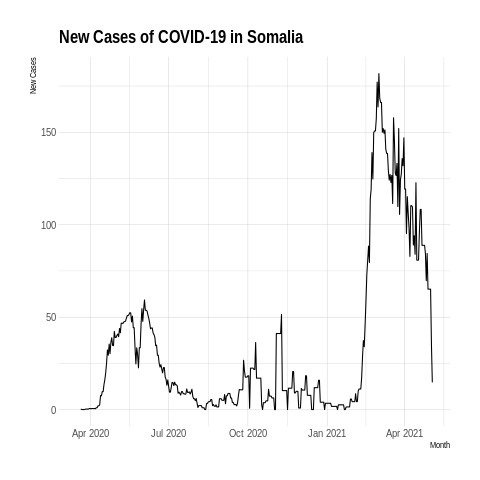 New Cases of COVID-19 in Somalia
New Cases
150
100
50
0
Apr 2020 Jul 2020 Oct 2020 Jan 2021 Apr 2021
Month